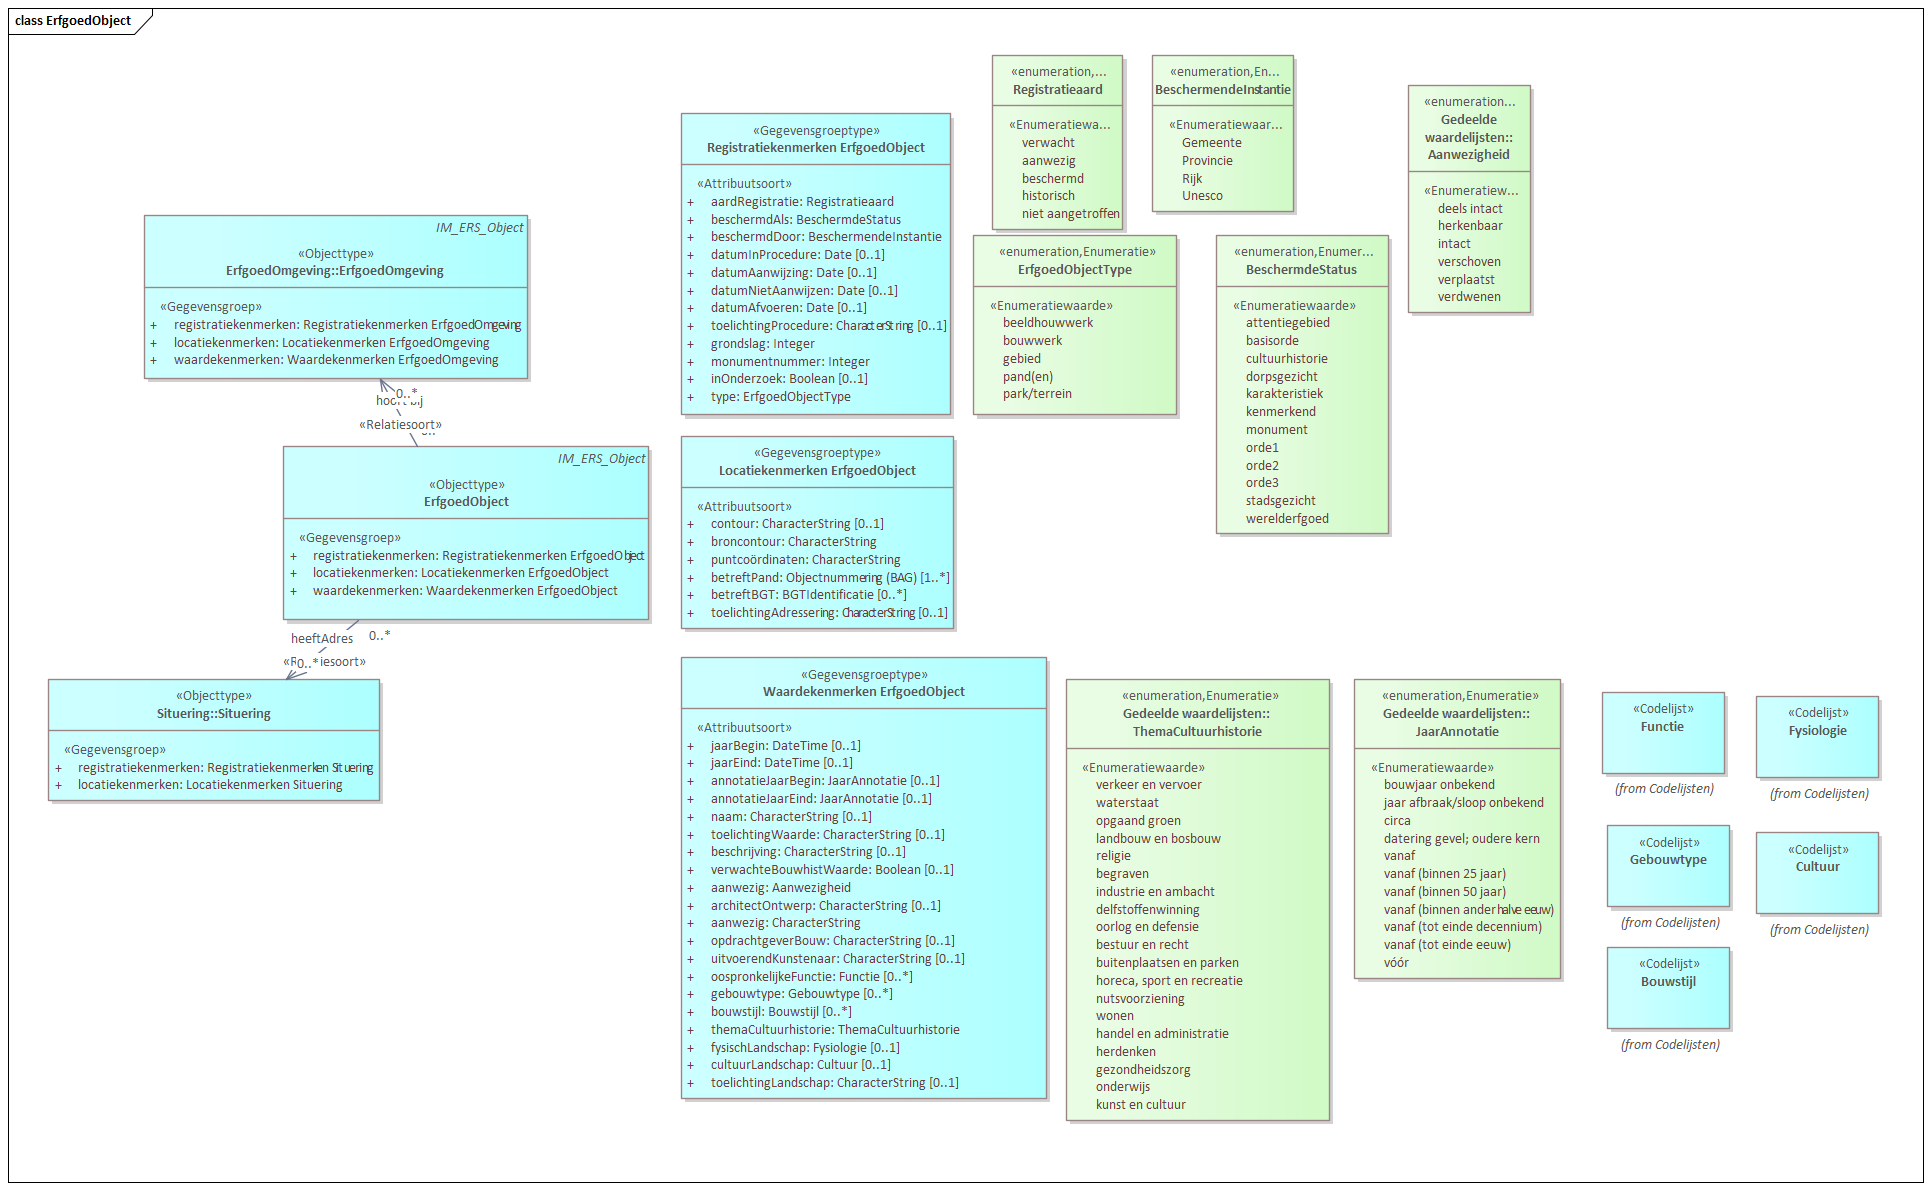 class ErfgoedObject
IM_ERS_Object
«Objecttype»
ErfgoedOmgeving::ErfgoedOmgeving
«Gegevensgroep»
+ registratiekenmerken: Registratiekenmerken ErfgoedOmgeving
+ locatiekenmerken: Locatiekenmerken ErfgoedOmgeving
+ waardekenmerken: Waardekenmerken ErfgoedOmgeving
0..*
«Relatiesoort»
IM_ERS_Object
«Objecttype»
ErfgoedObject
«Gegevensgroep»
+ registratiekenmerken: Registratiekenmerken ErfgoedObject
+ locatiekenmerken: Locatiekenmerken ErfgoedObject
+ waardekenmerken: Waardekenmerken ErfgoedObject
heeftAdres
0..*
0..*
«Objecttype»
Situering::Situering
«Gegevensgroep»
+ registratiekenmerken: Registratiekenmerken Situering
+ locatiekenmerken: Locatiekenmerken Situering
«Gegevensgroeptype»
Registratiekenmerken ErfgoedObject
«Attribuutsoort»
+ aardRegistratie: Registratieaard
+ beschermdAls: BeschermdeStatus
+ beschermdDoor: BeschermendeInstantie
+ datumInProcedure: Date [0..1]
+ datumAanwijzing: Date [0..1]
+ datumNietAanwijzen: Date [0..1]
+ datumAfvoeren: Date [0..1]
+ toelichtingProcedure: CharacterString [0..1]
+ grondslag: Integer
+ monumentnummer: Integer
+ inOnderzoek: Boolean [0..1]
+ type: ErfgoedObjectType
«Gegevensgroeptype»
Locatiekenmerken ErfgoedObject
«Attribuutsoort»
+ contour: CharacterString [0..1]
+ broncontour: CharacterString
+ puntcoördinaten: CharacterString
+ betreftPand: Objectnummering (BAG) [1..*]
+ betreftBGT: BGTIdentificatie [0..*]
+ toelichtingAdressering: CharacterString [0..1]
«Gegevensgroeptype»
Waardekenmerken ErfgoedObject
«Attribuutsoort»
+ jaarBegin: DateTime [0..1]
+ jaarEind: DateTime [0..1]
+ annotatieJaarBegin: JaarAnnotatie [0..1]
+ annotatieJaarEind: JaarAnnotatie [0..1]
+ naam: CharacterString [0..1]
+ toelichtingWaarde: CharacterString [0..1]
+ beschrijving: CharacterString [0..1]
+ verwachteBouwhistWaarde: Boolean [0..1]
+ aanwezig: Aanwezigheid
+ architectOntwerp: CharacterString [0..1]
+ aanwezig: CharacterString
+ opdrachtgeverBouw: CharacterString [0..1]
+ uitvoerendKunstenaar: CharacterString [0..1]
+ oospronkelijkeFunctie: Functie [0..*]
+ gebouwtype: Gebouwtype [0..*]
+ bouwstijl: Bouwstijl [0..*]
+ themaCultuurhistorie: ThemaCultuurhistorie
+ fysischLandschap: Fysiologie [0..1]
+ cultuurLandschap: Cultuur [0..1]
+ toelichtingLandschap: CharacterString [0..1]
«enumeration,...
Registratieaard
«Enumeratiewa...
verwacht
aanwezig
beschermd
historisch
niet aangetroffen
«enumeration,En...
BeschermendeInstantie
«Enumeratiewaar...
Gemeente
Provincie
Rijk
Unesco
«enumeration...
Gedeelde
waardelijsten::
Aanwezigheid
«Enumeratiew...
deels intact
herkenbaar
intact
verschoven
verplaatst
verdwenen
«enumeration,Enumeratie»
ErfgoedObjectType
«Enumeratiewaarde»
beeldhouwwerk
bouwwerk
gebied
pand(en)
park/terrein
«enumeration,Enumer...
BeschermdeStatus
«Enumeratiewaarde»
attentiegebied
basisorde
cultuurhistorie
dorpsgezicht
karakteristiek
kenmerkend
monument
orde1
orde2
orde3
stadsgezicht
werelderfgoed
«enumeration,Enumeratie»
Gedeelde waardelijsten::
ThemaCultuurhistorie
«Enumeratiewaarde»
verkeer en vervoer
waterstaat
opgaand groen
landbouw en bosbouw
religie
begraven
industrie en ambacht
delfstoffenwinning
oorlog en defensie
bestuur en recht
buitenplaatsen en parken
horeca, sport en recreatie
nutsvoorziening
wonen
handel en administratie
herdenken
gezondheidszorg
onderwijs
kunst en cultuur
«enumeration,Enumeratie»
Gedeelde waardelijsten::
JaarAnnotatie
«Enumeratiewaarde»
bouwjaar onbekend
jaar afbraak/sloop onbekend
circa
datering gevel; oudere kern
vanaf
vanaf (binnen 25 jaar)
vanaf (binnen 50 jaar)
vanaf (binnen anderhalve eeuw)
vanaf (tot einde decennium)
vanaf (tot einde eeuw)
vóór
«Codelijst»
Functie
(from Codelijsten)
«Codelijst»
Fysiologie
(from Codelijsten)
«Codelijst»
Gebouwtype
(from Codelijsten)
«Codelijst»
Cultuur
(from Codelijsten)
«Codelijst»
Bouwstijl
(from Codelijsten)